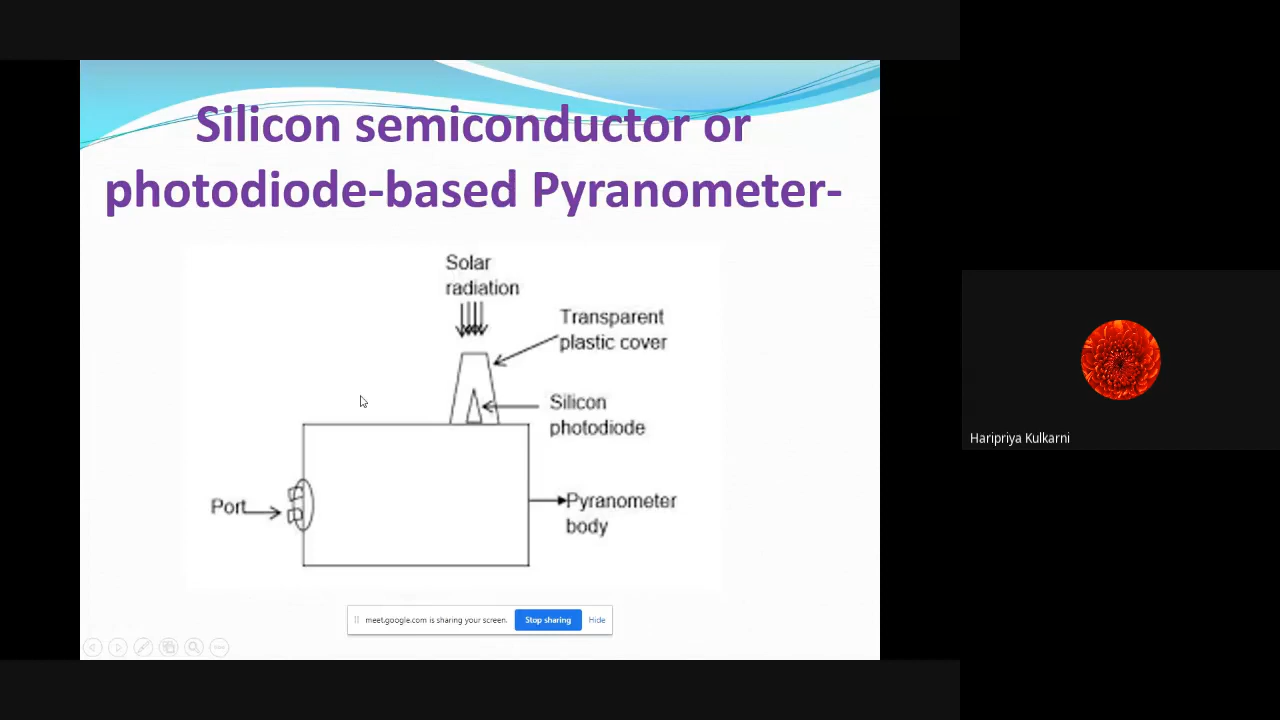 Silicon semiconductor or
photodiode-based Pyranometer-
Solar
radiation
Transparent
plastic cover
Silicon
photodiode
Port
Pyranometer
body
meet.google.com is sharing your screen.
Stop sharing
Hide
Haripriya Kulkarni